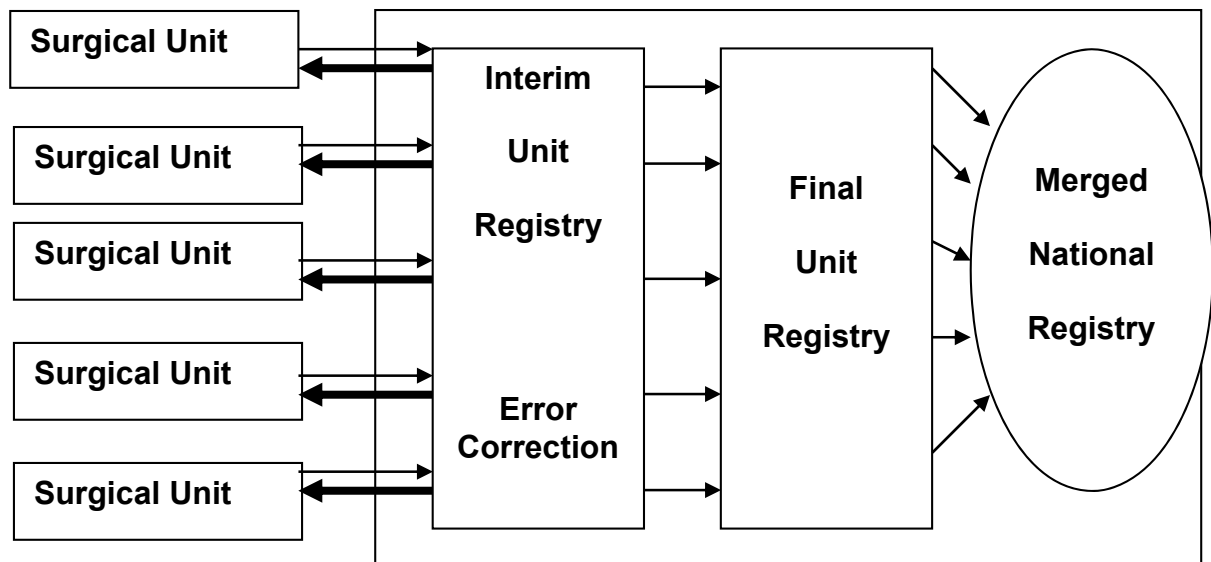 Surgical Unit
Surgical Unit
Surgical Unit
Surgical Unit
Surgical Unit
Interim
Unit
Registry
Error
Correction
Final
Unit
Registry
Merged
National
Registry